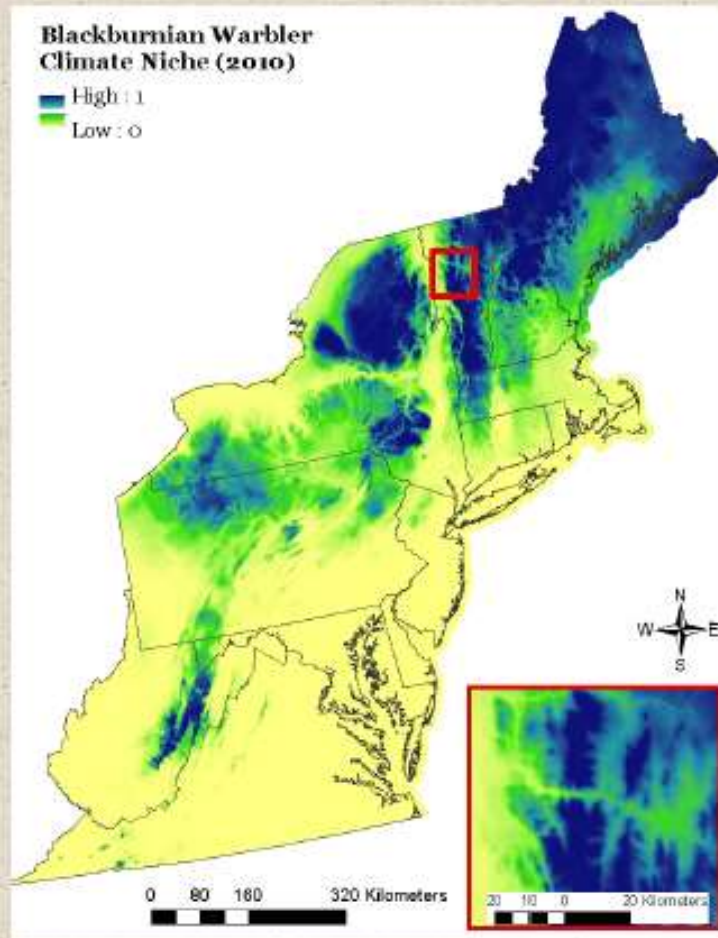 Blackburnian Warbler
Climate Niche (2010)
High : 1
Low : 0
N
W E
S
0 80 160 320 Kilometers
20 10 0 20 Kilometers